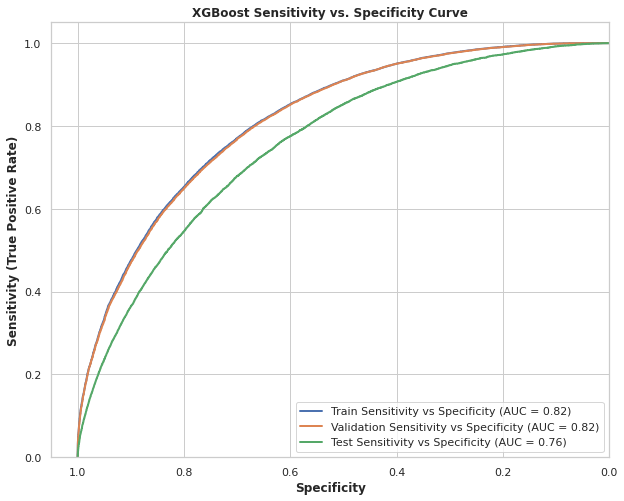 XGBoost Sensitivity vs. Specificity Curve
1.0
0.8
0.6
0.4
0.2
0.0
Sensitivity (True Positive Rate)
1.0 0.8 0.6 0.4 0.2 0.0
Specificity
Train Sensitivity vs Specificity (AUC = 0.82)
Validation Sensitivity vs Specificity (AUC = 0.82)
Test Sensitivity vs Specificity (AUC = 0.76)